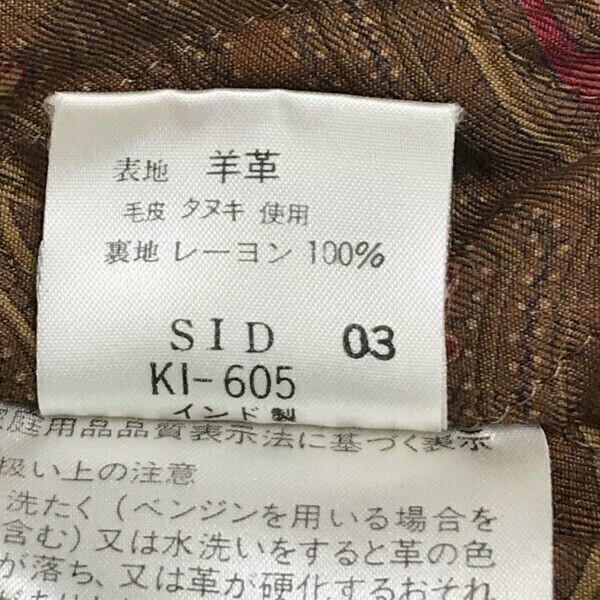 表地 羊革
毛皮 タヌキ 使用
裏地 レーヨン 100%
SID 03
KI-605
インド製
家庭用品品質表示法に基づく表示
扱い上の注意
洗たく(ベンジンを用いる場合を
含む)又は水洗いをすると革の色
が落ち、又は革が硬化するおそれ